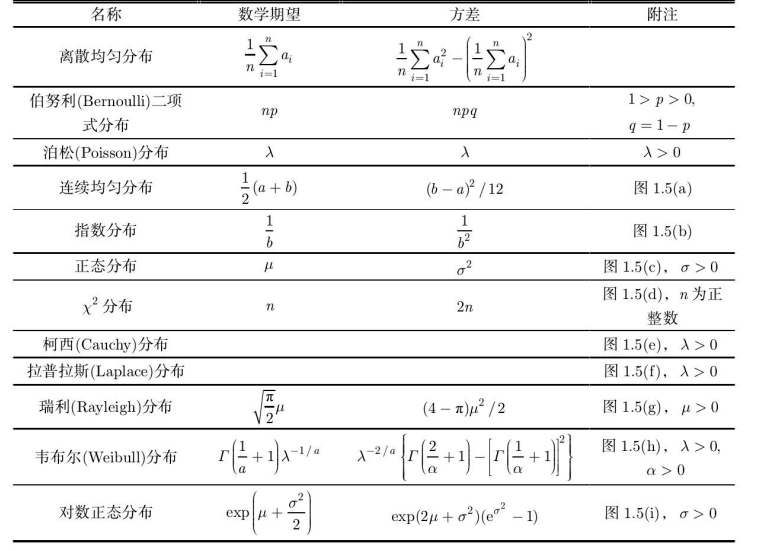 名称 数学期望 方差 附注
离散均匀分布 $\frac{1}{n}\sum_{i=1}^{n} a_i$ $\frac{1}{n}\sum_{i=1}^{n} a_i^2 - \left(\frac{1}{n}\sum_{i=1}^{n} a_i\right)^2$
伯努利(Bernoulli)二项
式分布 $np$ $npq$ $1 > p > 0,$
$q = 1 - p$
泊松(Poisson)分布 $\lambda$ $\lambda$ $\lambda > 0$
连续均匀分布 $\frac{1}{2}(a+b)$ $(b-a)^2/12$ 图 1.5(a)
指数分布 $\frac{1}{b}$ $\frac{1}{b^2}$ 图 1.5(b)
正态分布 $\mu$ $\sigma^2$ 图 1.5(c)，$\sigma > 0$
$\chi^2$ 分布 $n$ $2n$ 图 1.5(d)，$n$ 为正
整数
柯西(Cauchy)分布 图 1.5(e)，$\lambda > 0$
拉普拉斯(Laplace)分布 图 1.5(f)，$\lambda > 0$
瑞利(Rayleigh)分布 $\sqrt{\frac{\pi}{2}}\mu$ $(4-\pi)\mu^2/2$ 图 1.5(g)，$\mu > 0$
韦布尔(Weibull)分布 $\Gamma\left(\frac{1}{a}+1\right)\lambda^{-1/a}$ $\lambda^{-2/a}\left\{\Gamma\left(\frac{2}{\alpha}+1\right) - \left[\Gamma\left(\frac{1}{\alpha}+1\right)\right]^2\right\}$ 图 1.5(h)，$\lambda > 0,$
$\alpha > 0$
对数正态分布 $\exp\left(\mu + \frac{\sigma^2}{2}\right)$ $\exp(2\mu + \sigma^2)(\mathrm{e}^{\sigma^2} - 1)$ 图 1.5(i)，$\sigma > 0$